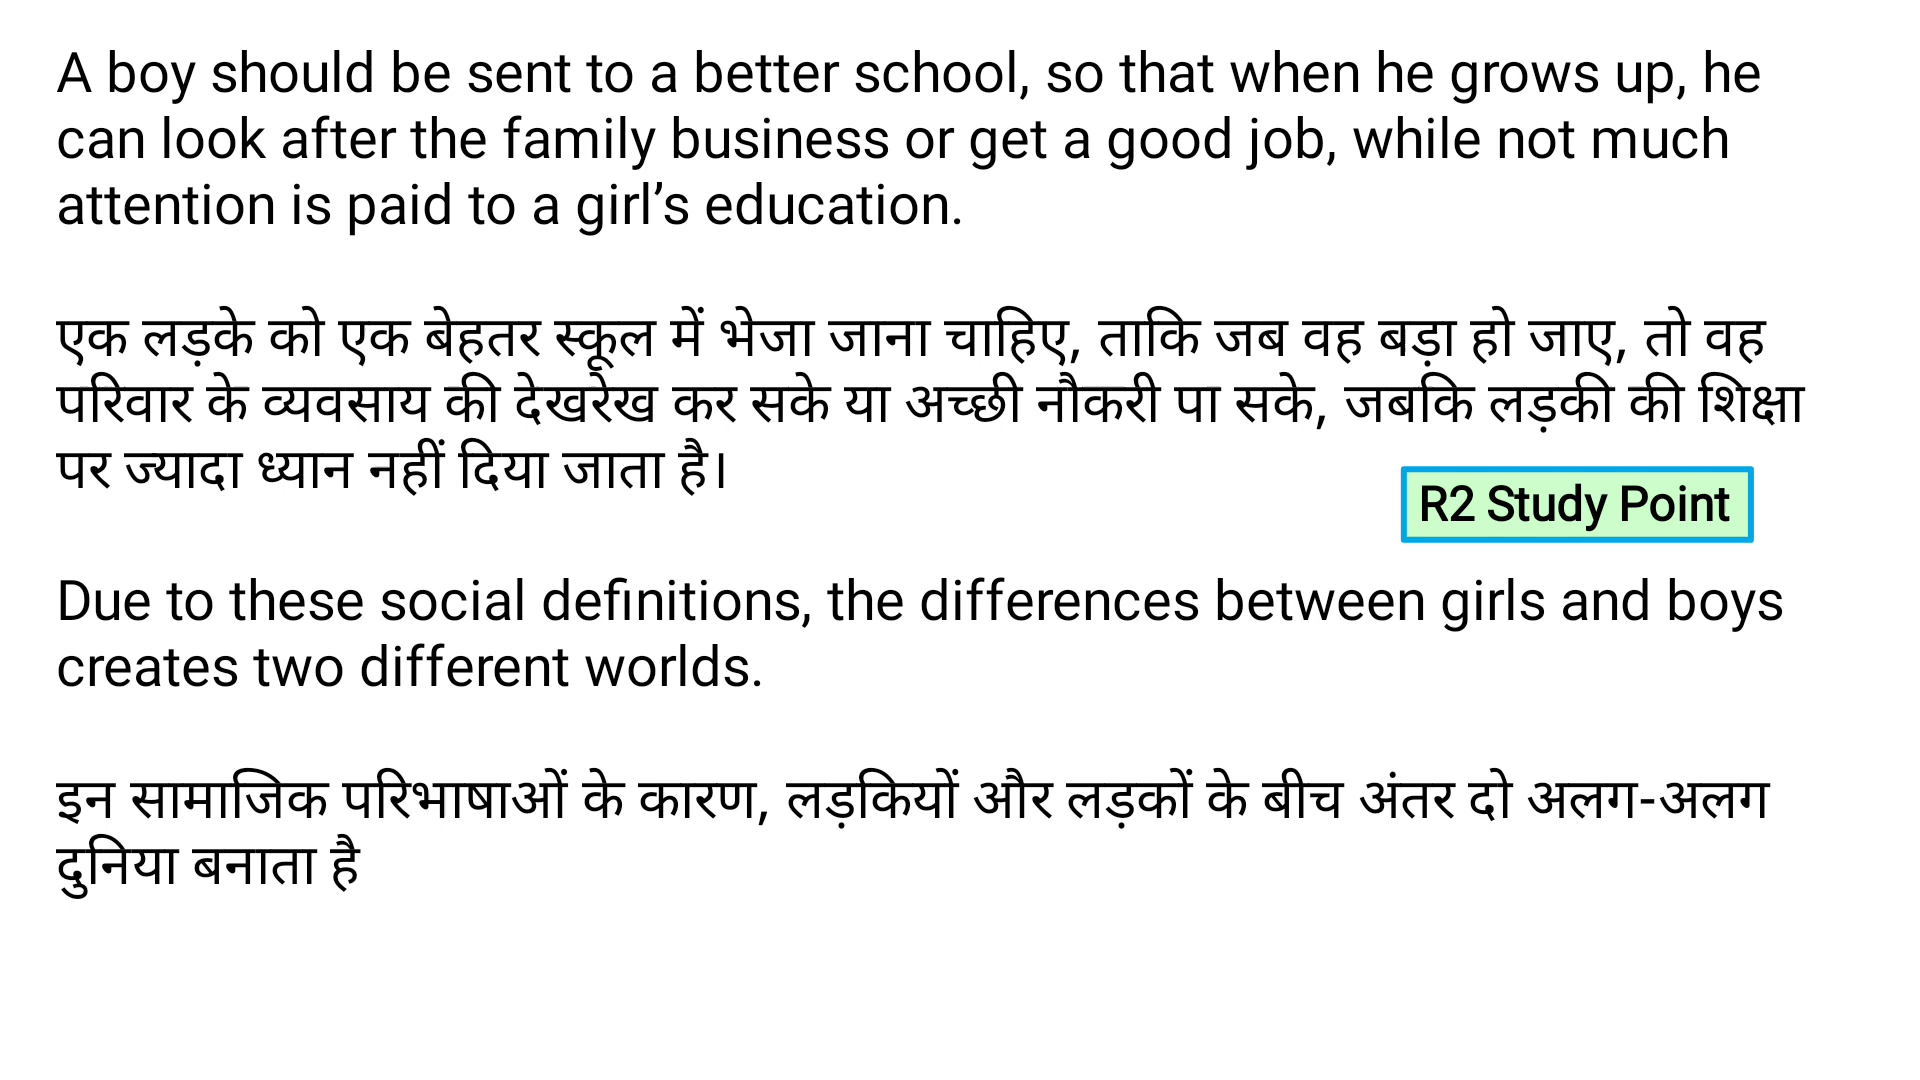 A boy should be sent to a better school, so that when he grows up, he
can look after the family business or get a good job, while not much
attention is paid to a girl’s education.
एक लड़के को एक बेहतर स्कूल में भेजा जाना चाहिए, ताकि जब वह बड़ा हो जाए, तो वह
परिवार के व्यवसाय की देखरेख कर सके या अच्छी नौकरी पा सके, जबकि लड़की की शिक्षा
पर ज्यादा ध्यान नहीं दिया जाता है।
R2 Study Point
Due to these social definitions, the differences between girls and boys
creates two different worlds.
इन सामाजिक परिभाषाओं के कारण, लड़कियों और लड़कों के बीच अंतर दो अलग-अलग
दुनिया बनाता है